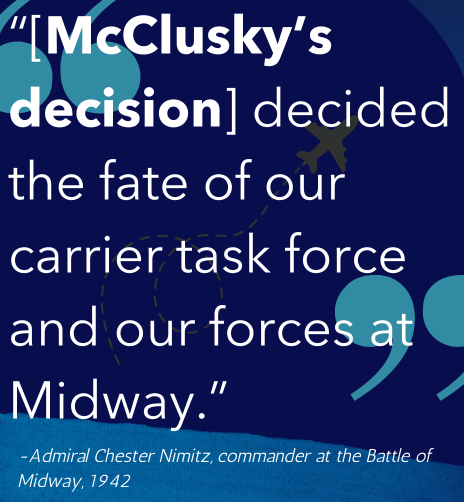 “[McClusky’s
decision] decided
the fate of our
carrier task force
and our forces at
Midway.”
-Admiral Chester Nimitz, commander at the Battle of
Midway, 1942